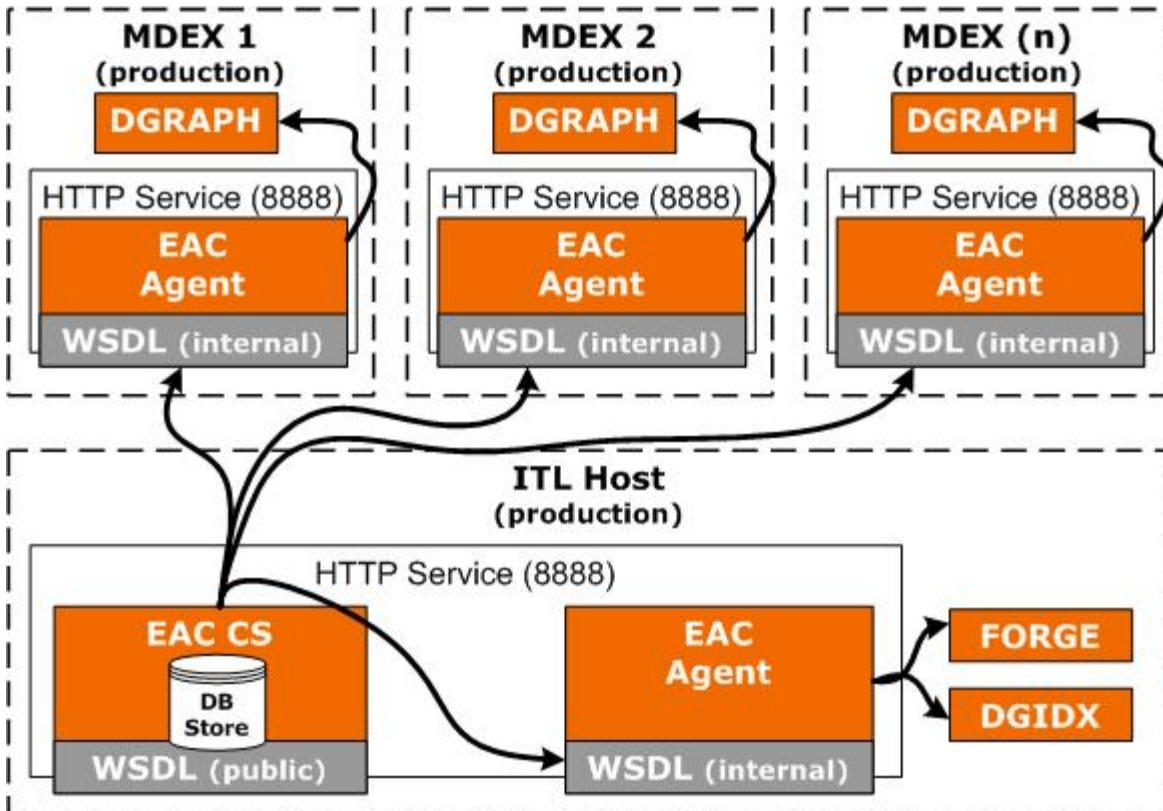 MDEX 1
(production)
DGRAPH
HTTP Service (8888)
EAC
Agent
WSDL (internal)
MDEX 2
(production)
DGRAPH
HTTP Service (8888)
EAC
Agent
WSDL (internal)
MDEX (n)
(production)
DGRAPH
HTTP Service (8888)
EAC
Agent
WSDL (internal)
ITL Host
(production)
HTTP Service (8888)
EAC CS
DB
Store
WSDL (public)
EAC
Agent
WSDL (internal)
FORGE
DGIDX